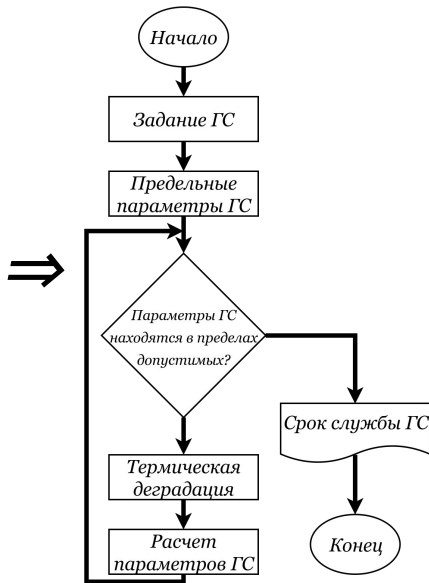 Начало
Задание ГС
Предельные
параметры ГС
Параметры ГС
находятся в пределах
допустимых?
Срок службы ГС
Термическая
деградация
Расчет
параметров ГС
Конец